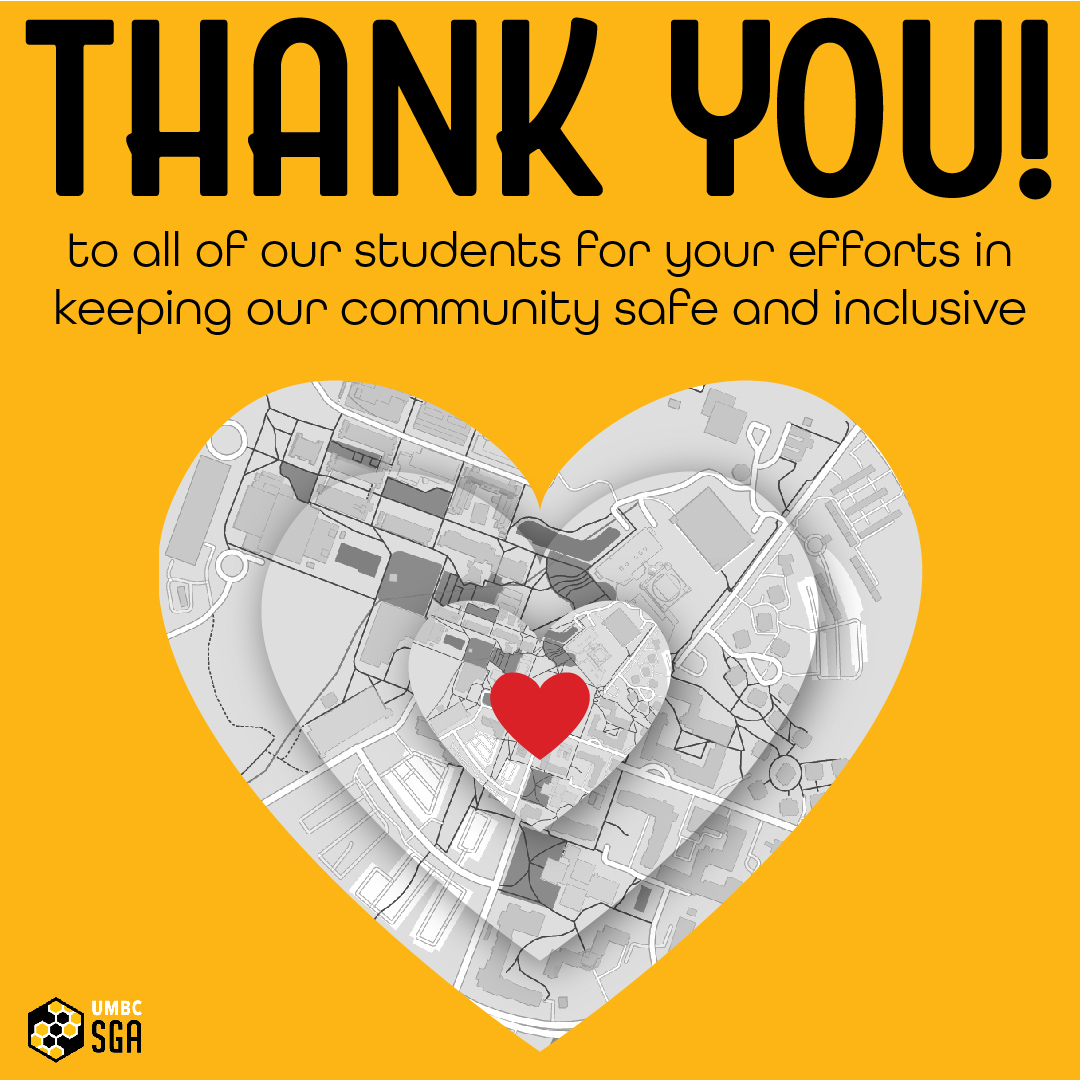 THANK YOU!
to all of our students for your efforts in
keeping our community safe and inclusive
UMBC
SGA